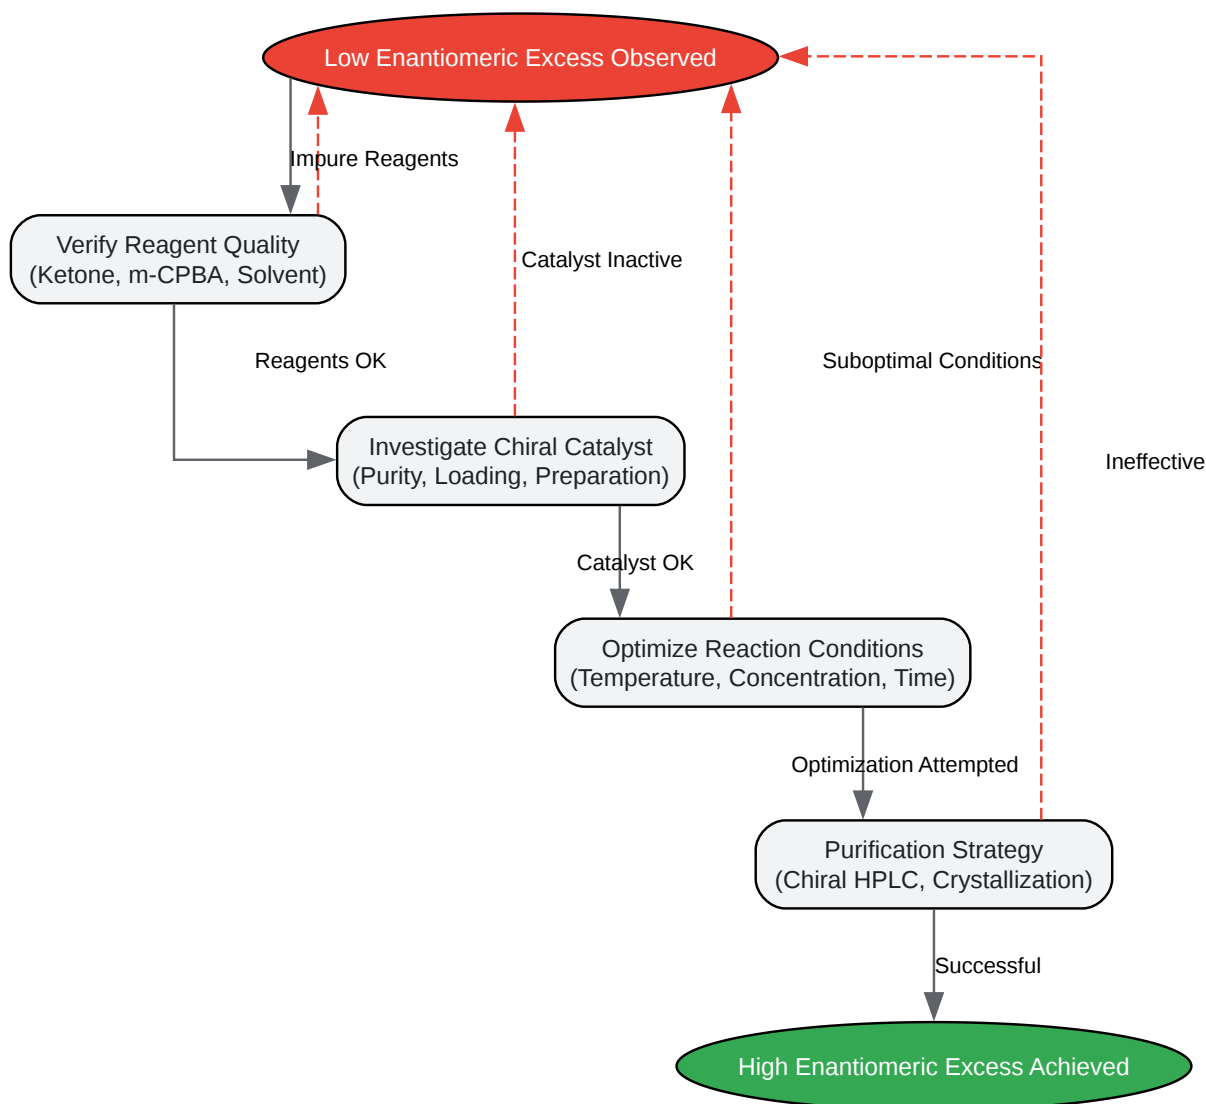 Low Enantiomeric Excess Observed
Impure Reagents
Verify Reagent Quality
(Ketone, m-CPBA, Solvent)
Catalyst Inactive
Reagents OK
Suboptimal Conditions
Investigate Chiral Catalyst
(Purity, Loading, Preparation)
Ineffective
Catalyst OK
Optimize Reaction Conditions
(Temperature, Concentration, Time)
Optimization Attempted
Purification Strategy
(Chiral HPLC, Crystallization)
Successful
High Enantiomeric Excess Achieved